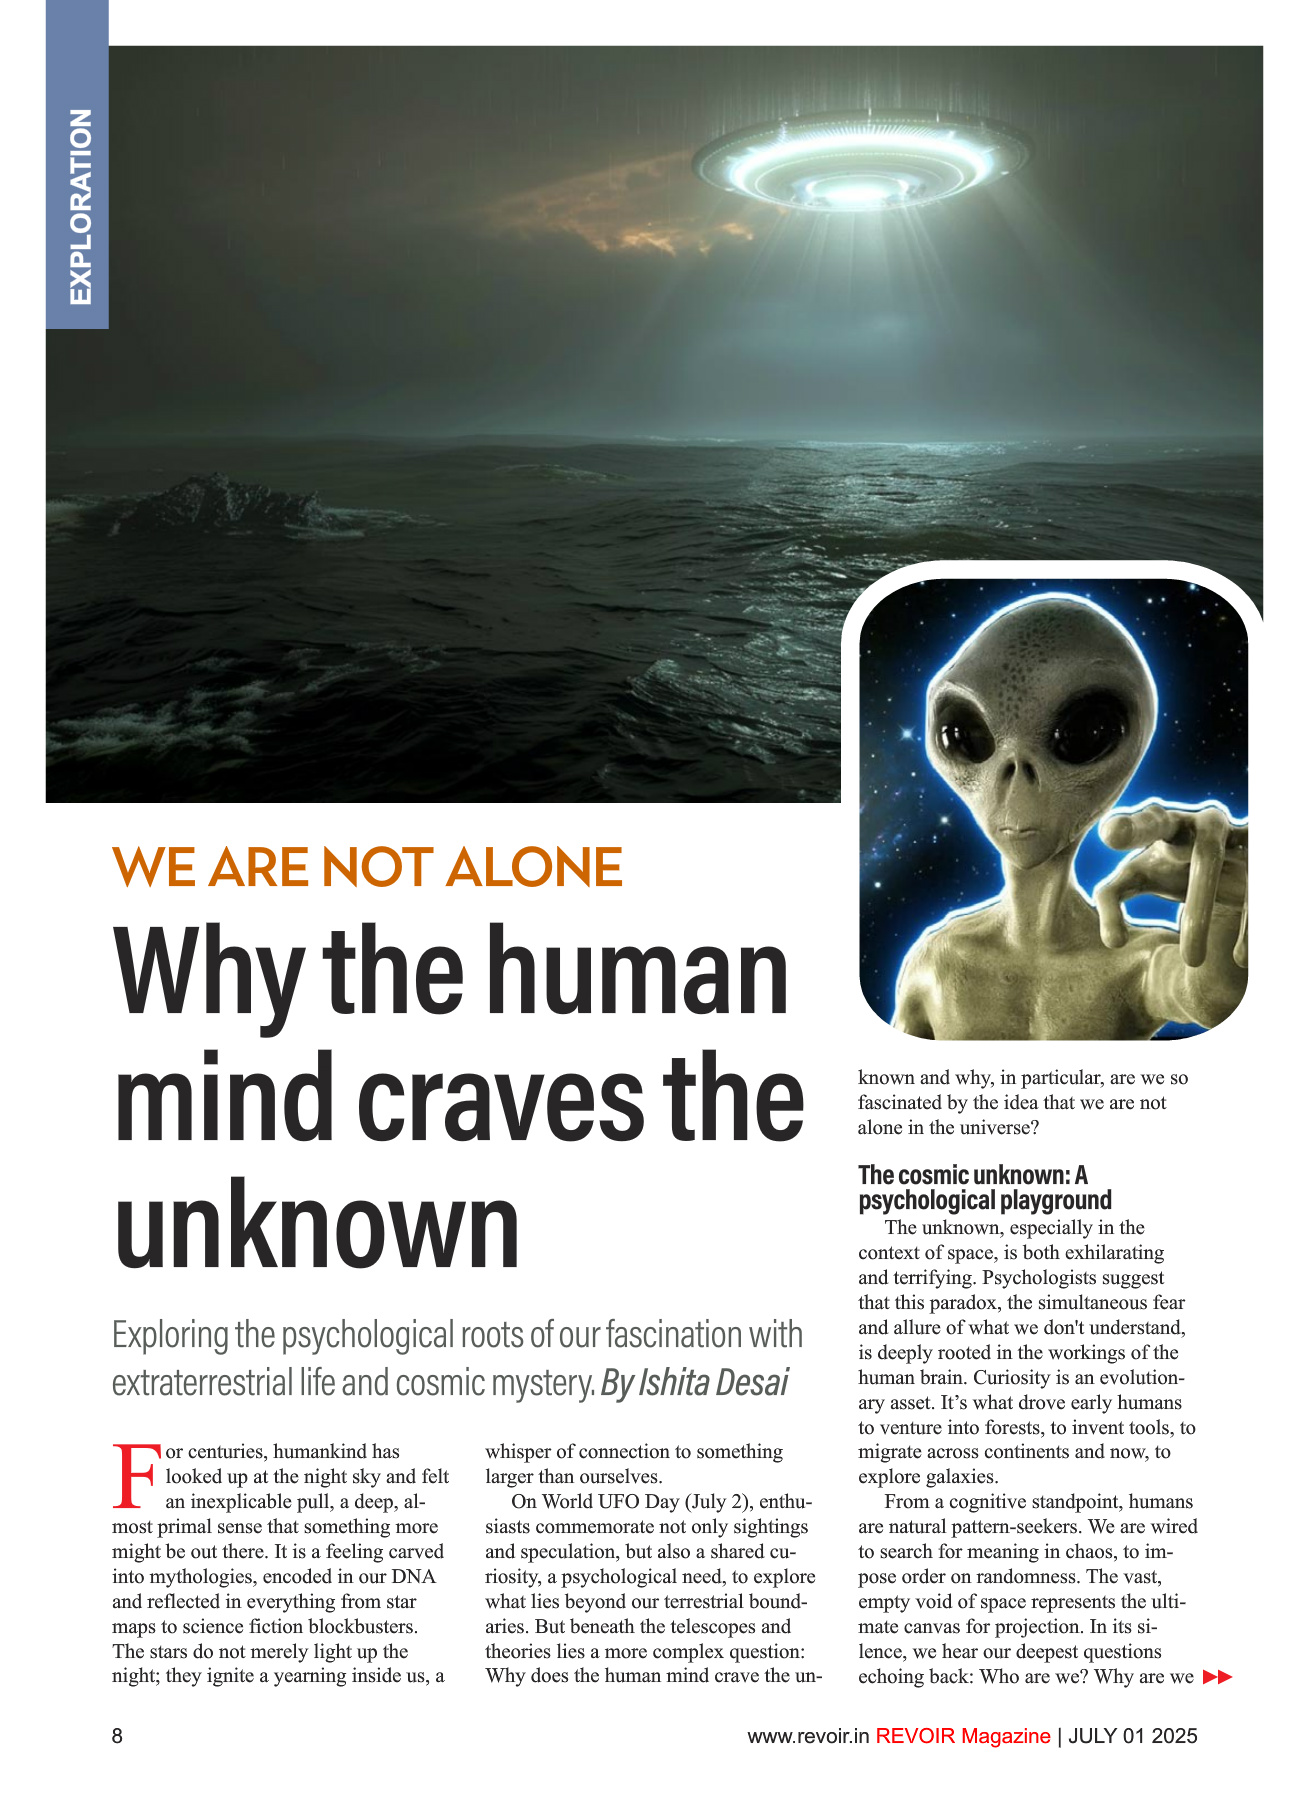 EXPLORATION
WE ARE NOT ALONE
Why the human
mind craves the
unknown
Exploring the psychological roots of our fascination with
extraterrestrial life and cosmic mystery. By Ishita Desai
For centuries, humankind has
looked up at the night sky and felt
an inexplicable pull, a deep, al-
most primal sense that something more
might be out there. It is a feeling carved
into mythologies, encoded in our DNA
and reflected in everything from star
maps to science fiction blockbusters.
The stars do not merely light up the
night; they ignite a yearning inside us, a
whisper of connection to something
larger than ourselves.
On World UFO Day (July 2), enthu-
siasts commemorate not only sightings
and speculation, but also a shared cu-
riosity, a psychological need, to explore
what lies beyond our terrestrial bound-
aries. But beneath the telescopes and
theories lies a more complex question:
Why does the human mind crave the un-
known and why, in particular, are we so
fascinated by the idea that we are not
alone in the universe?
The cosmic unknown: A
psychological playground
The unknown, especially in the
context of space, is both exhilarating
and terrifying. Psychologists suggest
that this paradox, the simultaneous fear
and allure of what we don't understand,
is deeply rooted in the workings of the
human brain. Curiosity is an evolution-
ary asset. It’s what drove early humans
to venture into forests, to invent tools, to
migrate across continents and now, to
explore galaxies.
From a cognitive standpoint, humans
are natural pattern-seekers. We are wired
to search for meaning in chaos, to im-
pose order on randomness. The vast,
empty void of space represents the ulti-
mate canvas for projection. In its si-
lence, we hear our deepest questions
echoing back: Who are we? Why are we
8
www.revoir.in REVOIR Magazine | JULY 01 2025